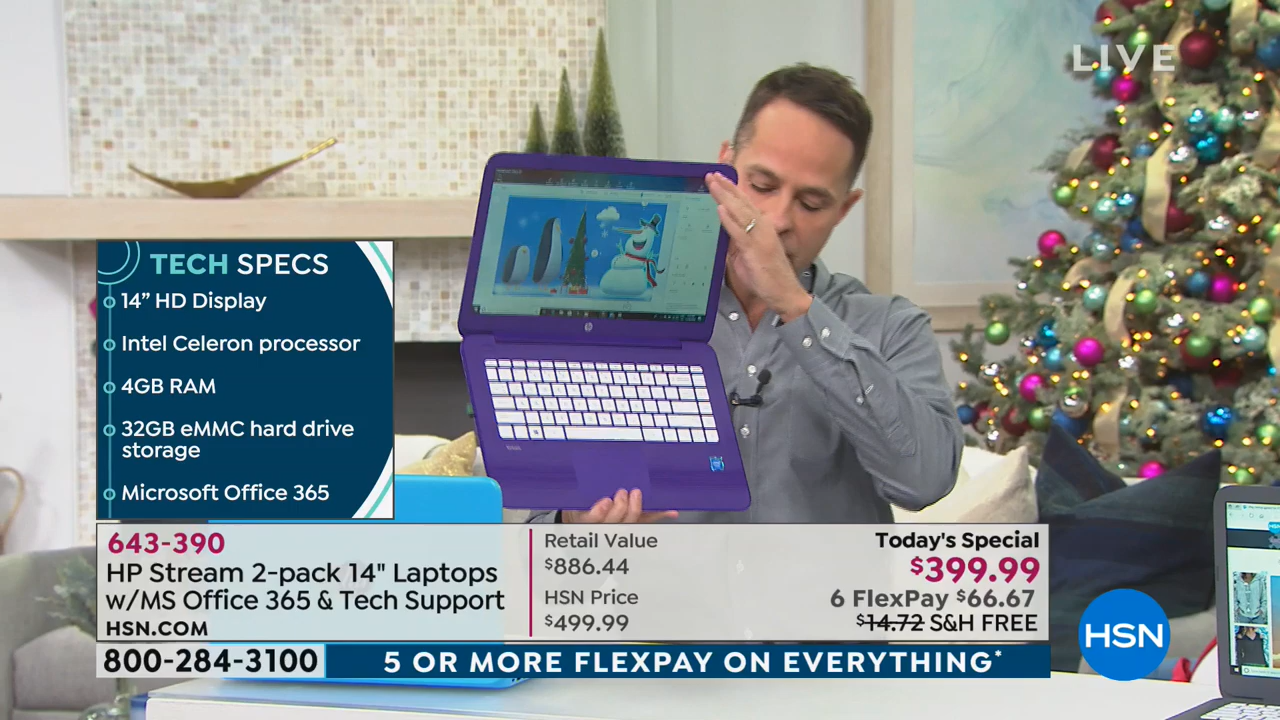 LIVE
TECH SPECS
14” HD Display
Intel Celeron processor
4GB RAM
32GB eMMC hard drive
storage
Microsoft Office 365
643-390
HP Stream 2-pack 14" Laptops
w/MS Office 365 & Tech Support
HSN.COM
Retail Value
$886.44
HSN Price
$499.99
Today's Special
$399.99
6 FlexPay $66.67
$14.72 S&H FREE
HSN
800-284-3100
5 OR MORE FLEXPAY ON EVERYTHING*
hp